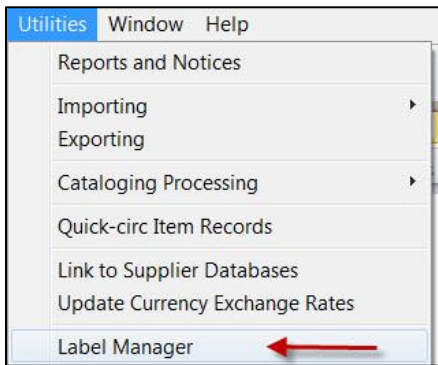 Utilities Window Help
Reports and Notices
Importing
Exporting
Cataloging Processing
Quick-circ Item Records
Link to Supplier Databases
Update Currency Exchange Rates
Label Manager